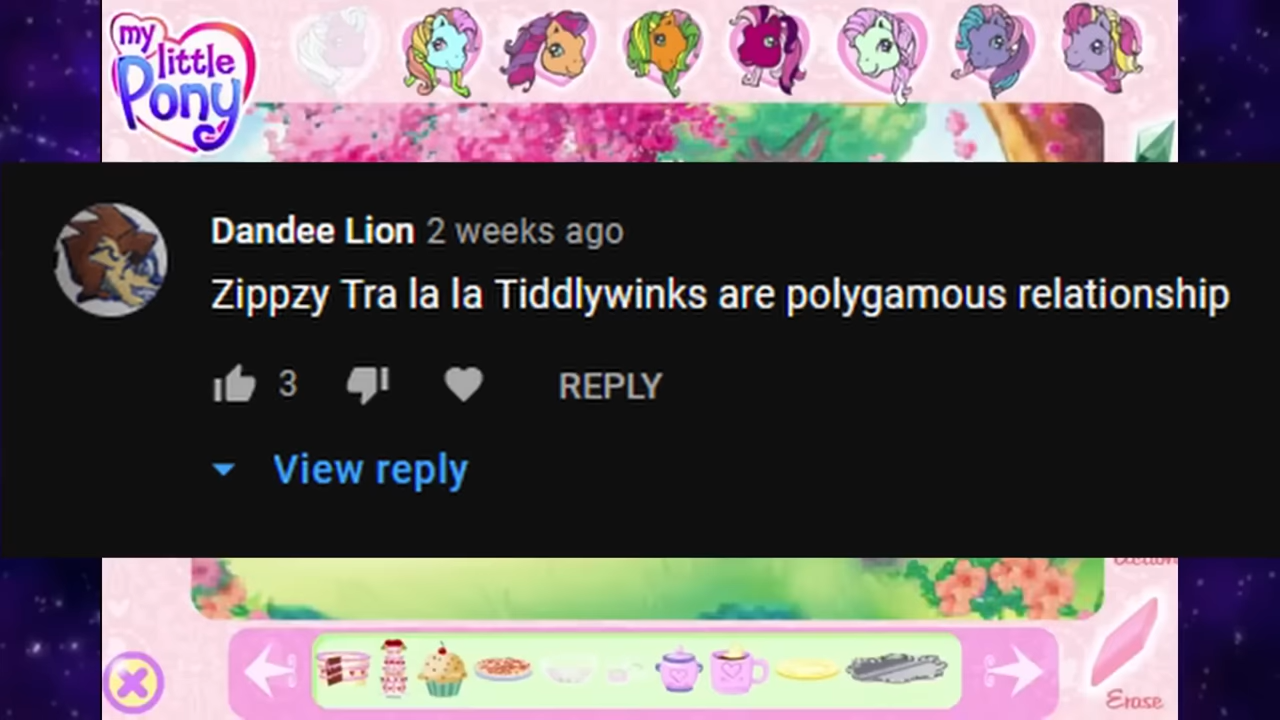 my
little
Pony
Dandee Lion 2 weeks ago
Zippzy Tra la la Tiddlywinks are polygamous relationship
3 REPLY
View reply
Erase